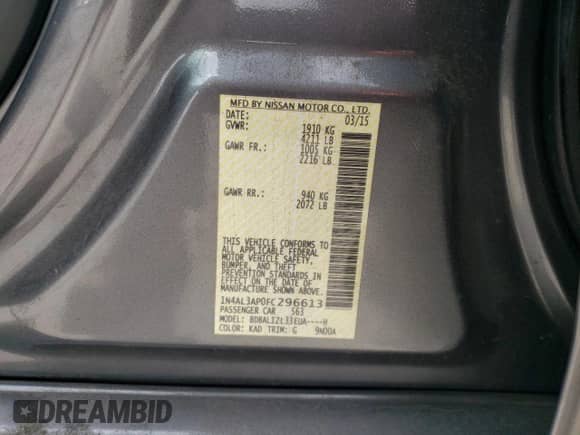 MFD BY NISSAN MOTOR CO., LTD.
DATE: 03/15
GVWR: 1910 KG
4211 LB
GAWR FR.: 1005 KG
2216 LB
GAWR RR.: 940 KG
2072 LB
THIS VEHICLE CONFORMS TO
ALL APPLICABLE FEDERAL
MOTOR VEHICLE SAFETY,
BUMPER, AND THEFT
PREVENTION STANDARDS IN
EFFECT ON THE DATE OF
MANUFACTURE SHOWN ABOVE.
1N4AL3AP0FC296613
PASSENGER CAR 563
MODEL: BDBALIZL33EUA----H
COLOR: KAD TRIM: G 9N00A
DREAMBID